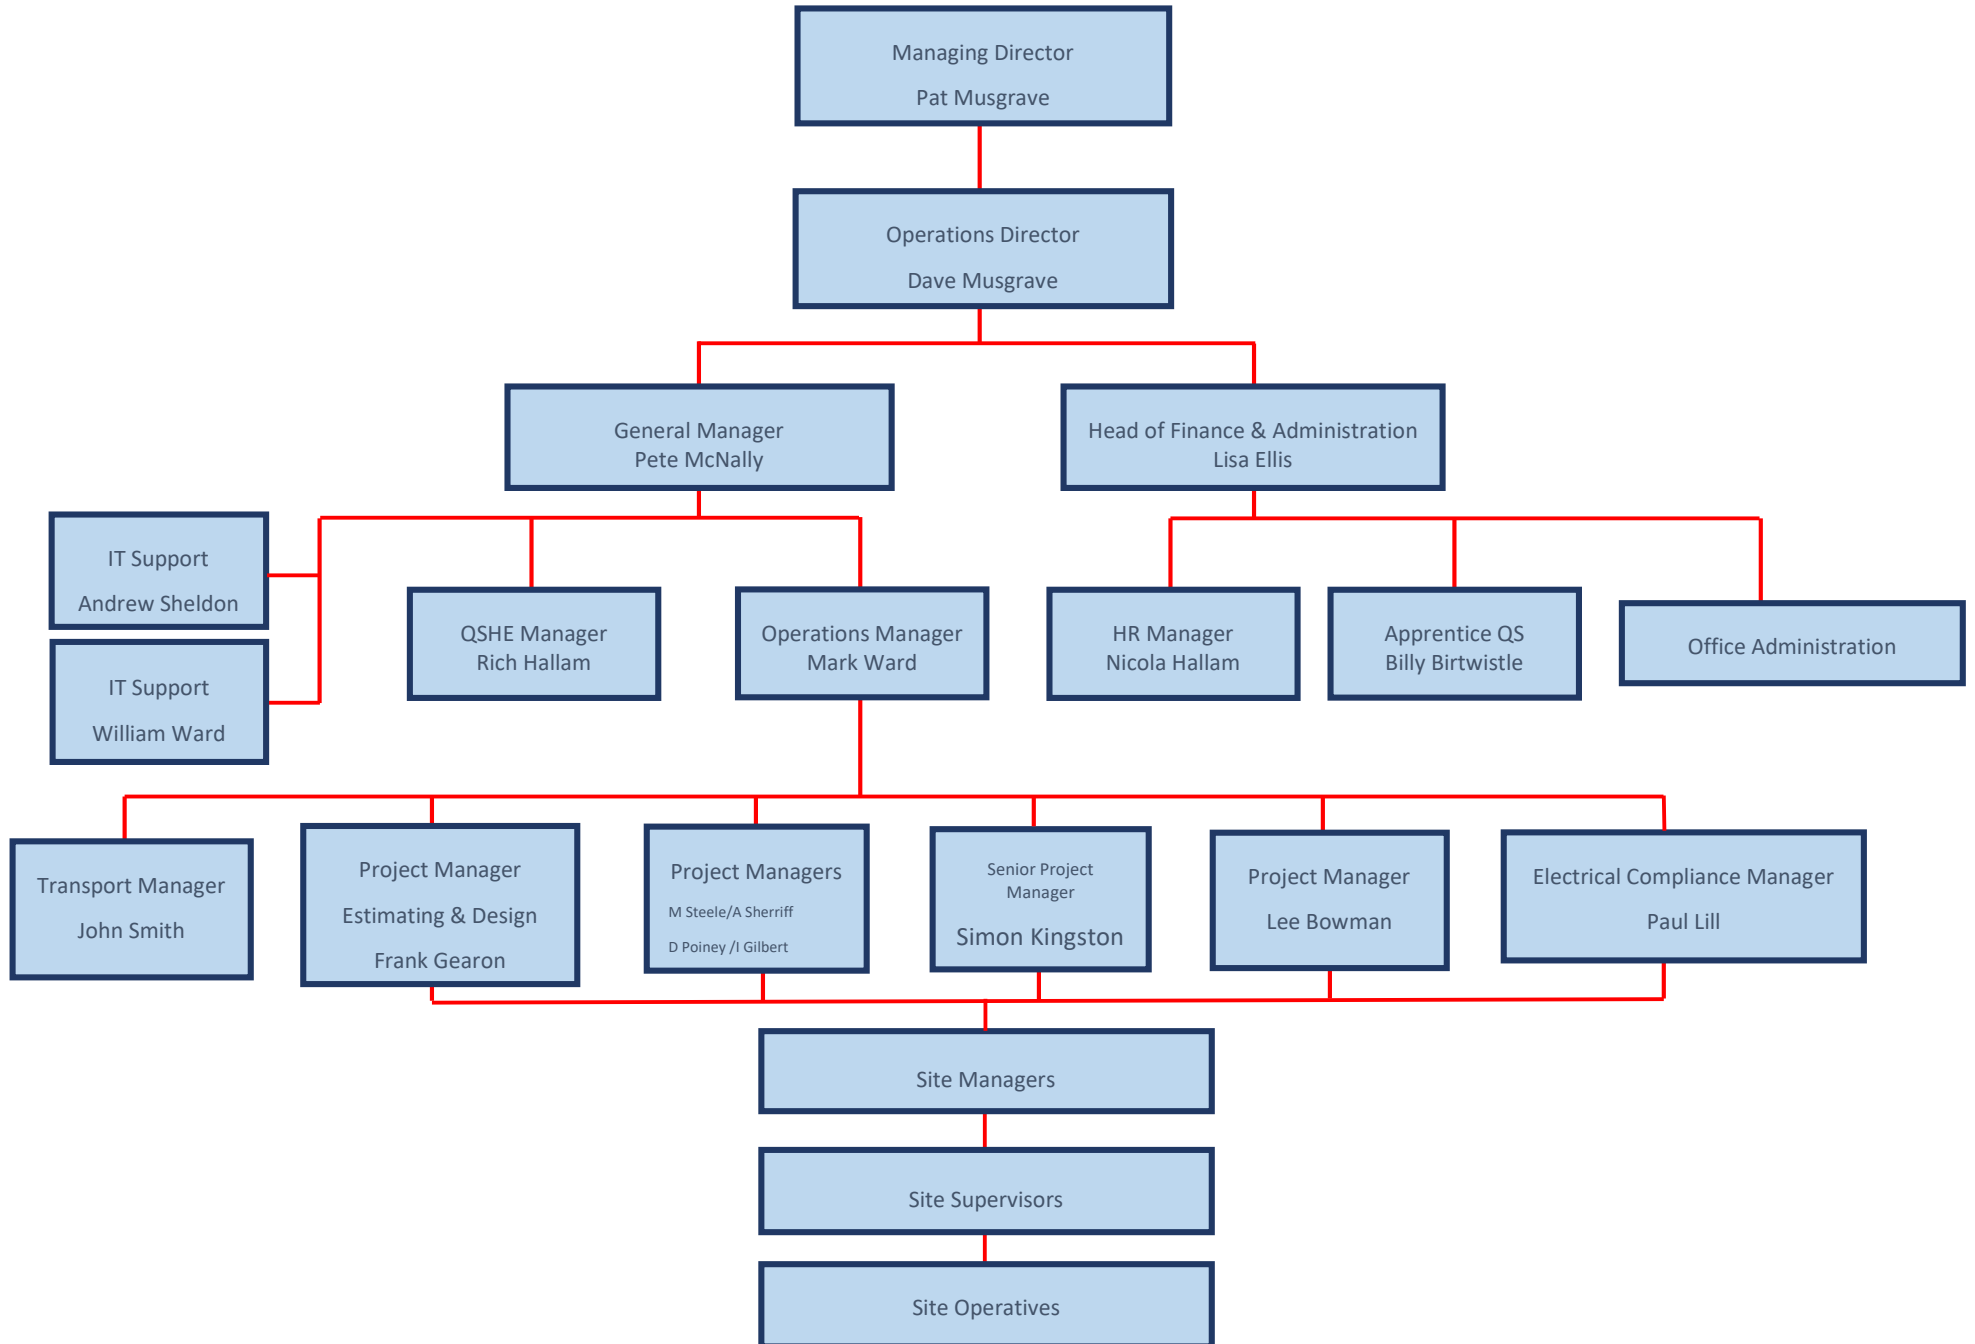 Managing Director
Pat Musgrave
Operations Director
Dave Musgrave
General Manager
Pete McNally
Head of Finance & Administration
Lisa Ellis
IT Support
Andrew Sheldon
IT Support
William Ward
QSHE Manager
Rich Hallam
Operations Manager
Mark Ward
HR Manager
Nicola Hallam
Apprentice QS
Billy Birtwistle
Office Administration
Transport Manager
John Smith
Project Manager
Estimating & Design
Frank Gearon
Project Managers
M Steele/A Sherriff
D Poiney /I Gilbert
Senior Project
Manager
Simon Kingston
Project Manager
Lee Bowman
Electrical Compliance Manager
Paul Lill
Site Managers
Site Supervisors
Site Operatives